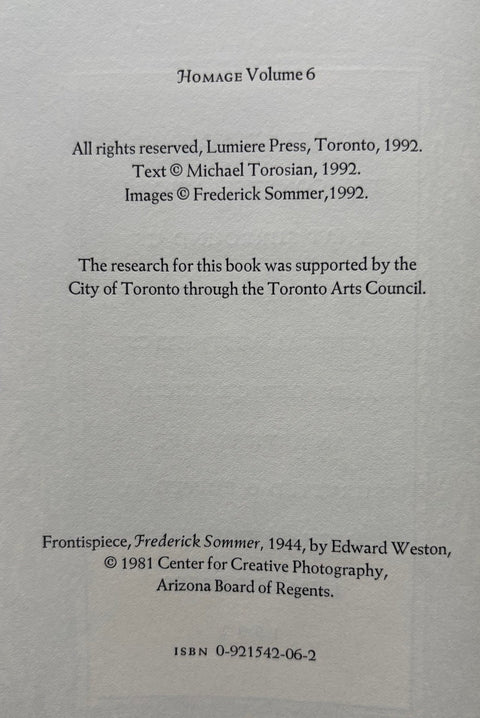 HOMAGE Volume 6
All rights reserved, Lumiere Press, Toronto, 1992.
Text © Michael Torosian, 1992.
Images © Frederick Sommer,1992.
The research for this book was supported by the
City of Toronto through the Toronto Arts Council.
Frontispiece, Frederick Sommer, 1944, by Edward Weston,
© 1981 Center for Creative Photography,
Arizona Board of Regents.
ISBN 0-921542-06-2